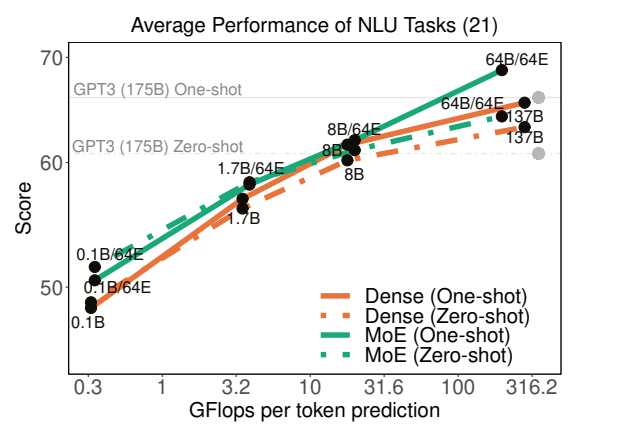 Average Performance of NLU Tasks (21)
70
60
50
Score
GPT3 (175B) One-shot
GPT3 (175B) Zero-shot
64B/64E
64B/64E
137B
137B
8B/64E
8B
8B
1.7B/64E
1.7B
0.1B/64E
0.1B/64E
0.1B
Dense (One-shot)
Dense (Zero-shot)
MoE (One-shot)
MoE (Zero-shot)
0.3 1 3.2 10 31.6 100 316.2
GFlops per token prediction